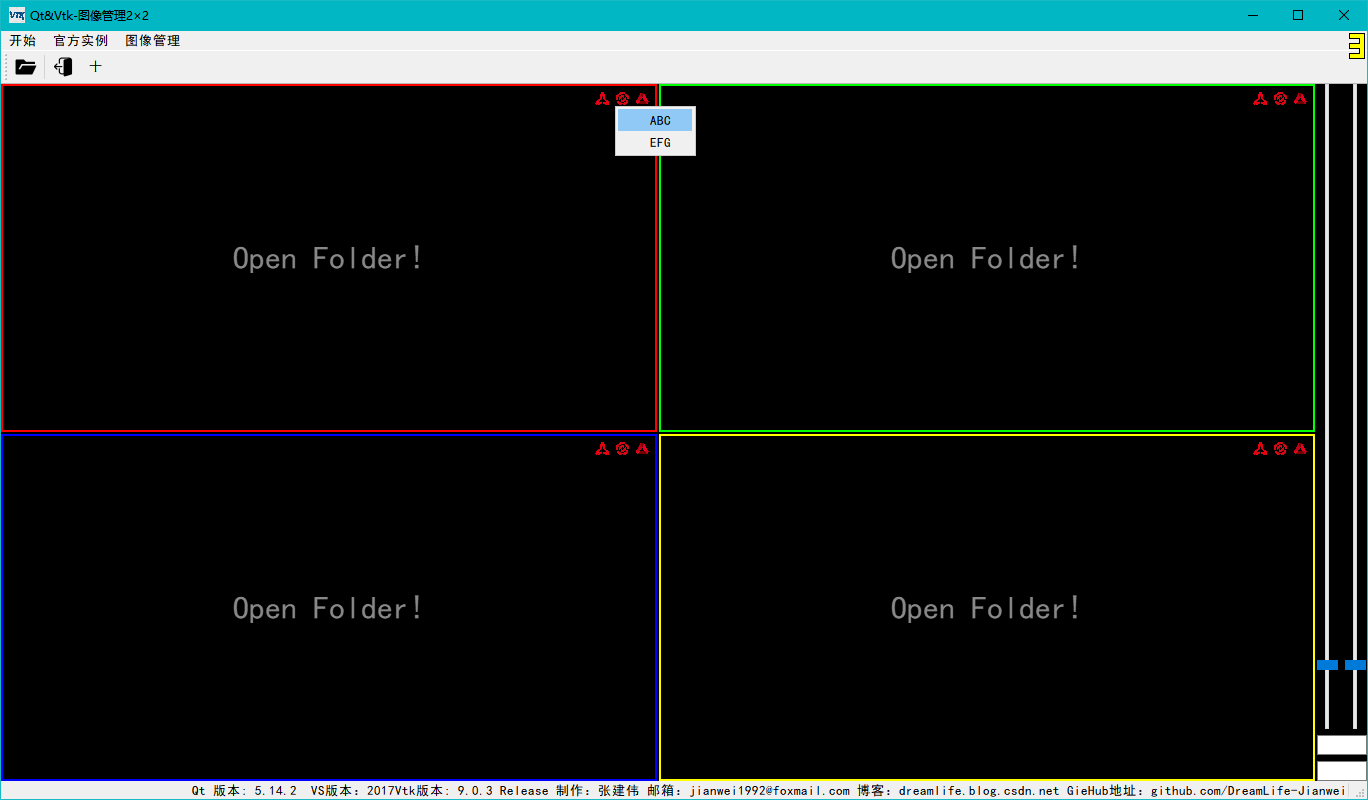 VTK Qt&Vtk-图像管理2×2
开始 官方实例 图像管理
ABC
EFG
Open Folder!
Open Folder!
Open Folder!
Open Folder!
Qt 版本: 5.14.2 VS版本: 2017Vtk版本: 9.0.3 Release 制作: 张建伟 邮箱: jianwei1992@foxmail.com 博客: dreamlife.blog.csdn.net GieHub地址: github.com/DreamLife-Jianwei